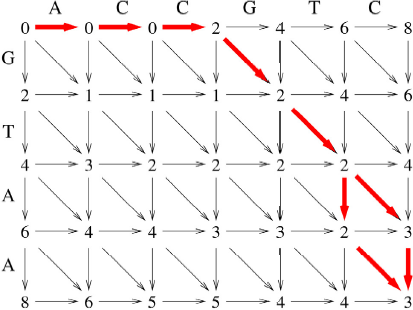 A C C G T C
0 0 0 2 4 6 8
G
2 1 1 1 2 4 6
T
4 3 2 2 2 2 4
A
6 4 4 3 3 2 3
A
8 6 5 5 4 4 3